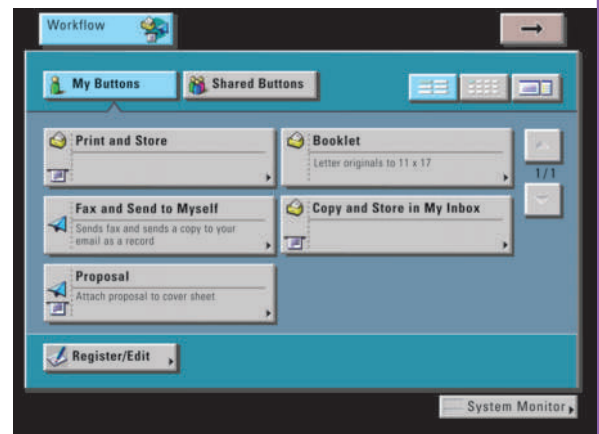 Workflow
My Buttons
Shared Buttons
Print and Store
Booklet
Letter originals to 11 x 17
1/1
Fax and Send to Myself
Sends fax and sends a copy to your
email as a record
Copy and Store in My Inbox
Proposal
Attach proposal to cover sheet
Register/Edit
System Monitor